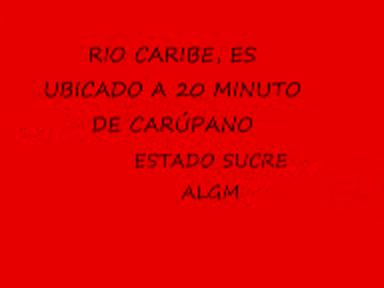 RIO CARIBE, ES
UBICADO A 20 MINUTO
DE CARÚPANO
ESTADO SUCRE
ALGM